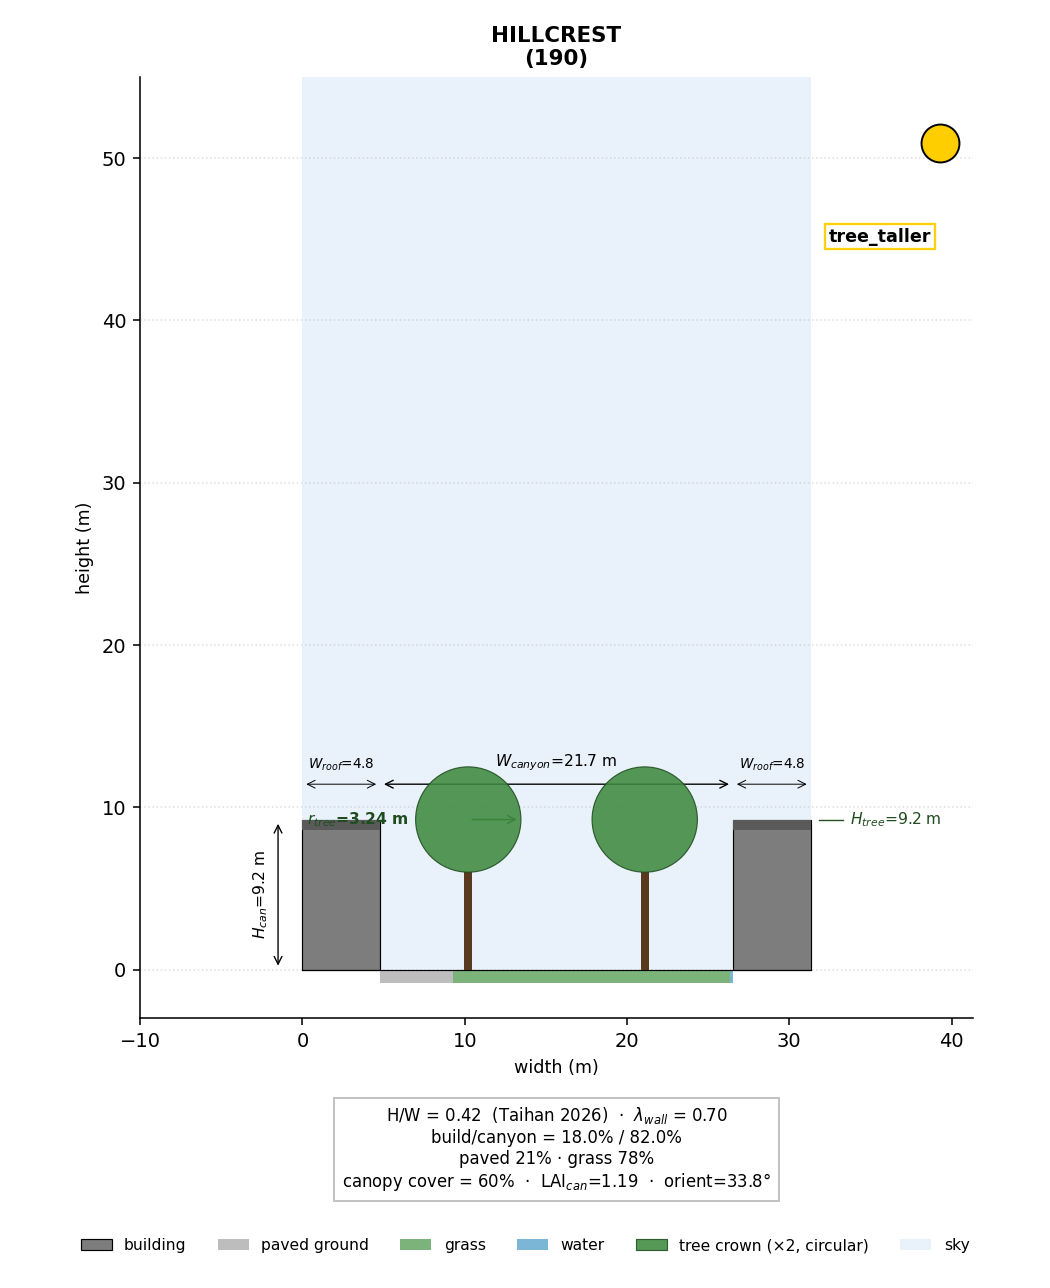 HILLCREST
(190)
50
40
30
20
10
0
height (m)
tree_taller
W_roof=4.8
W_canyon=21.7 m
W_roof=4.8
r_tree=3.24 m
H_tree=9.2 m
H_can=9.2 m
−10
0
10
20
30
40
width (m)
H/W = 0.42 (Taihan 2026) · λ_wall = 0.70
build/canyon = 18.0% / 82.0%
paved 21% · grass 78%
canopy cover = 60% · LAI_can=1.19 · orient=33.8°
building
paved ground
grass
water
tree crown (×2, circular)
sky